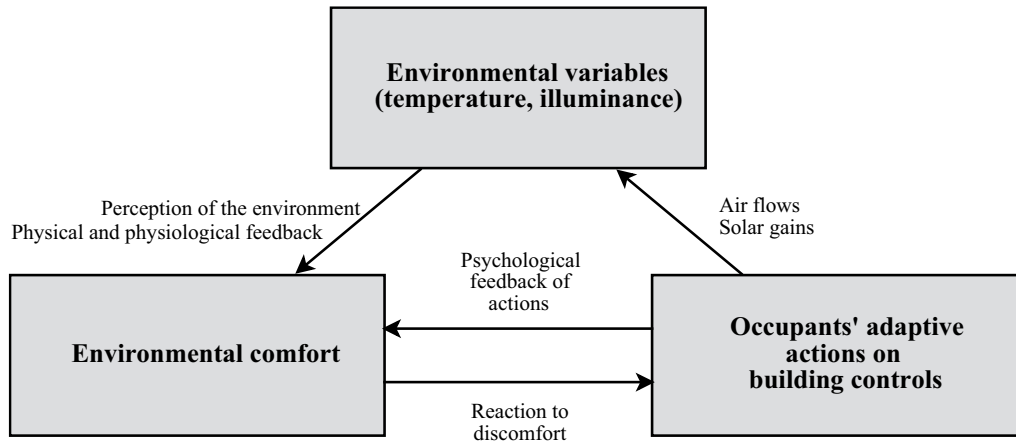 Environmental variables
(temperature, illuminance)
Perception of the environment
Physical and physiological feedback
Air flows
Solar gains
Psychological
feedback of
actions
Environmental comfort
Occupants' adaptive
actions on
building controls
Reaction to
discomfort